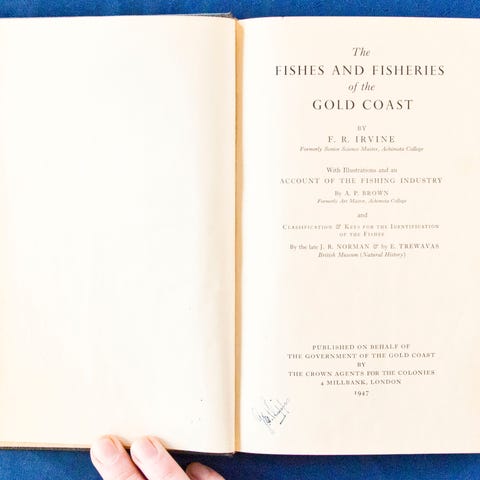 The
FISHES AND FISHERIES
of the
GOLD COAST
BY
F. R. IRVINE
Formerly Senior Science Master, Achimota College
With Illustrations and an
ACCOUNT OF THE FISHING INDUSTRY
By A. P. BROWN
Formerly Art Master, Achimota College
and
CLASSIFICATION & KEYS FOR THE IDENTIFICATION
OF THE FISHES
By the late J. R. NORMAN & by E. TREWAVAS
British Museum (Natural History)
PUBLISHED ON BEHALF OF
THE GOVERNMENT OF THE GOLD COAST
BY
THE CROWN AGENTS FOR THE COLONIES
4 MILLBANK, LONDON
1947